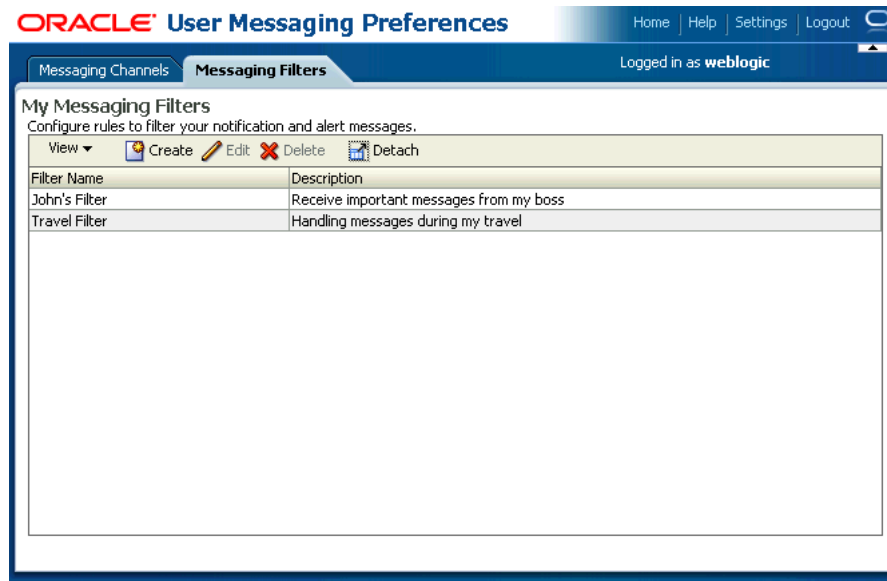 ORACLE User Messaging Preferences
Home Help Settings Logout
Messaging Channels Messaging Filters
Logged in as weblogic
My Messaging Filters
Configure rules to filter your notification and alert messages.
View Create Edit Delete Detach
Filter Name Description
John's Filter Receive important messages from my boss
Travel Filter Handling messages during my travel